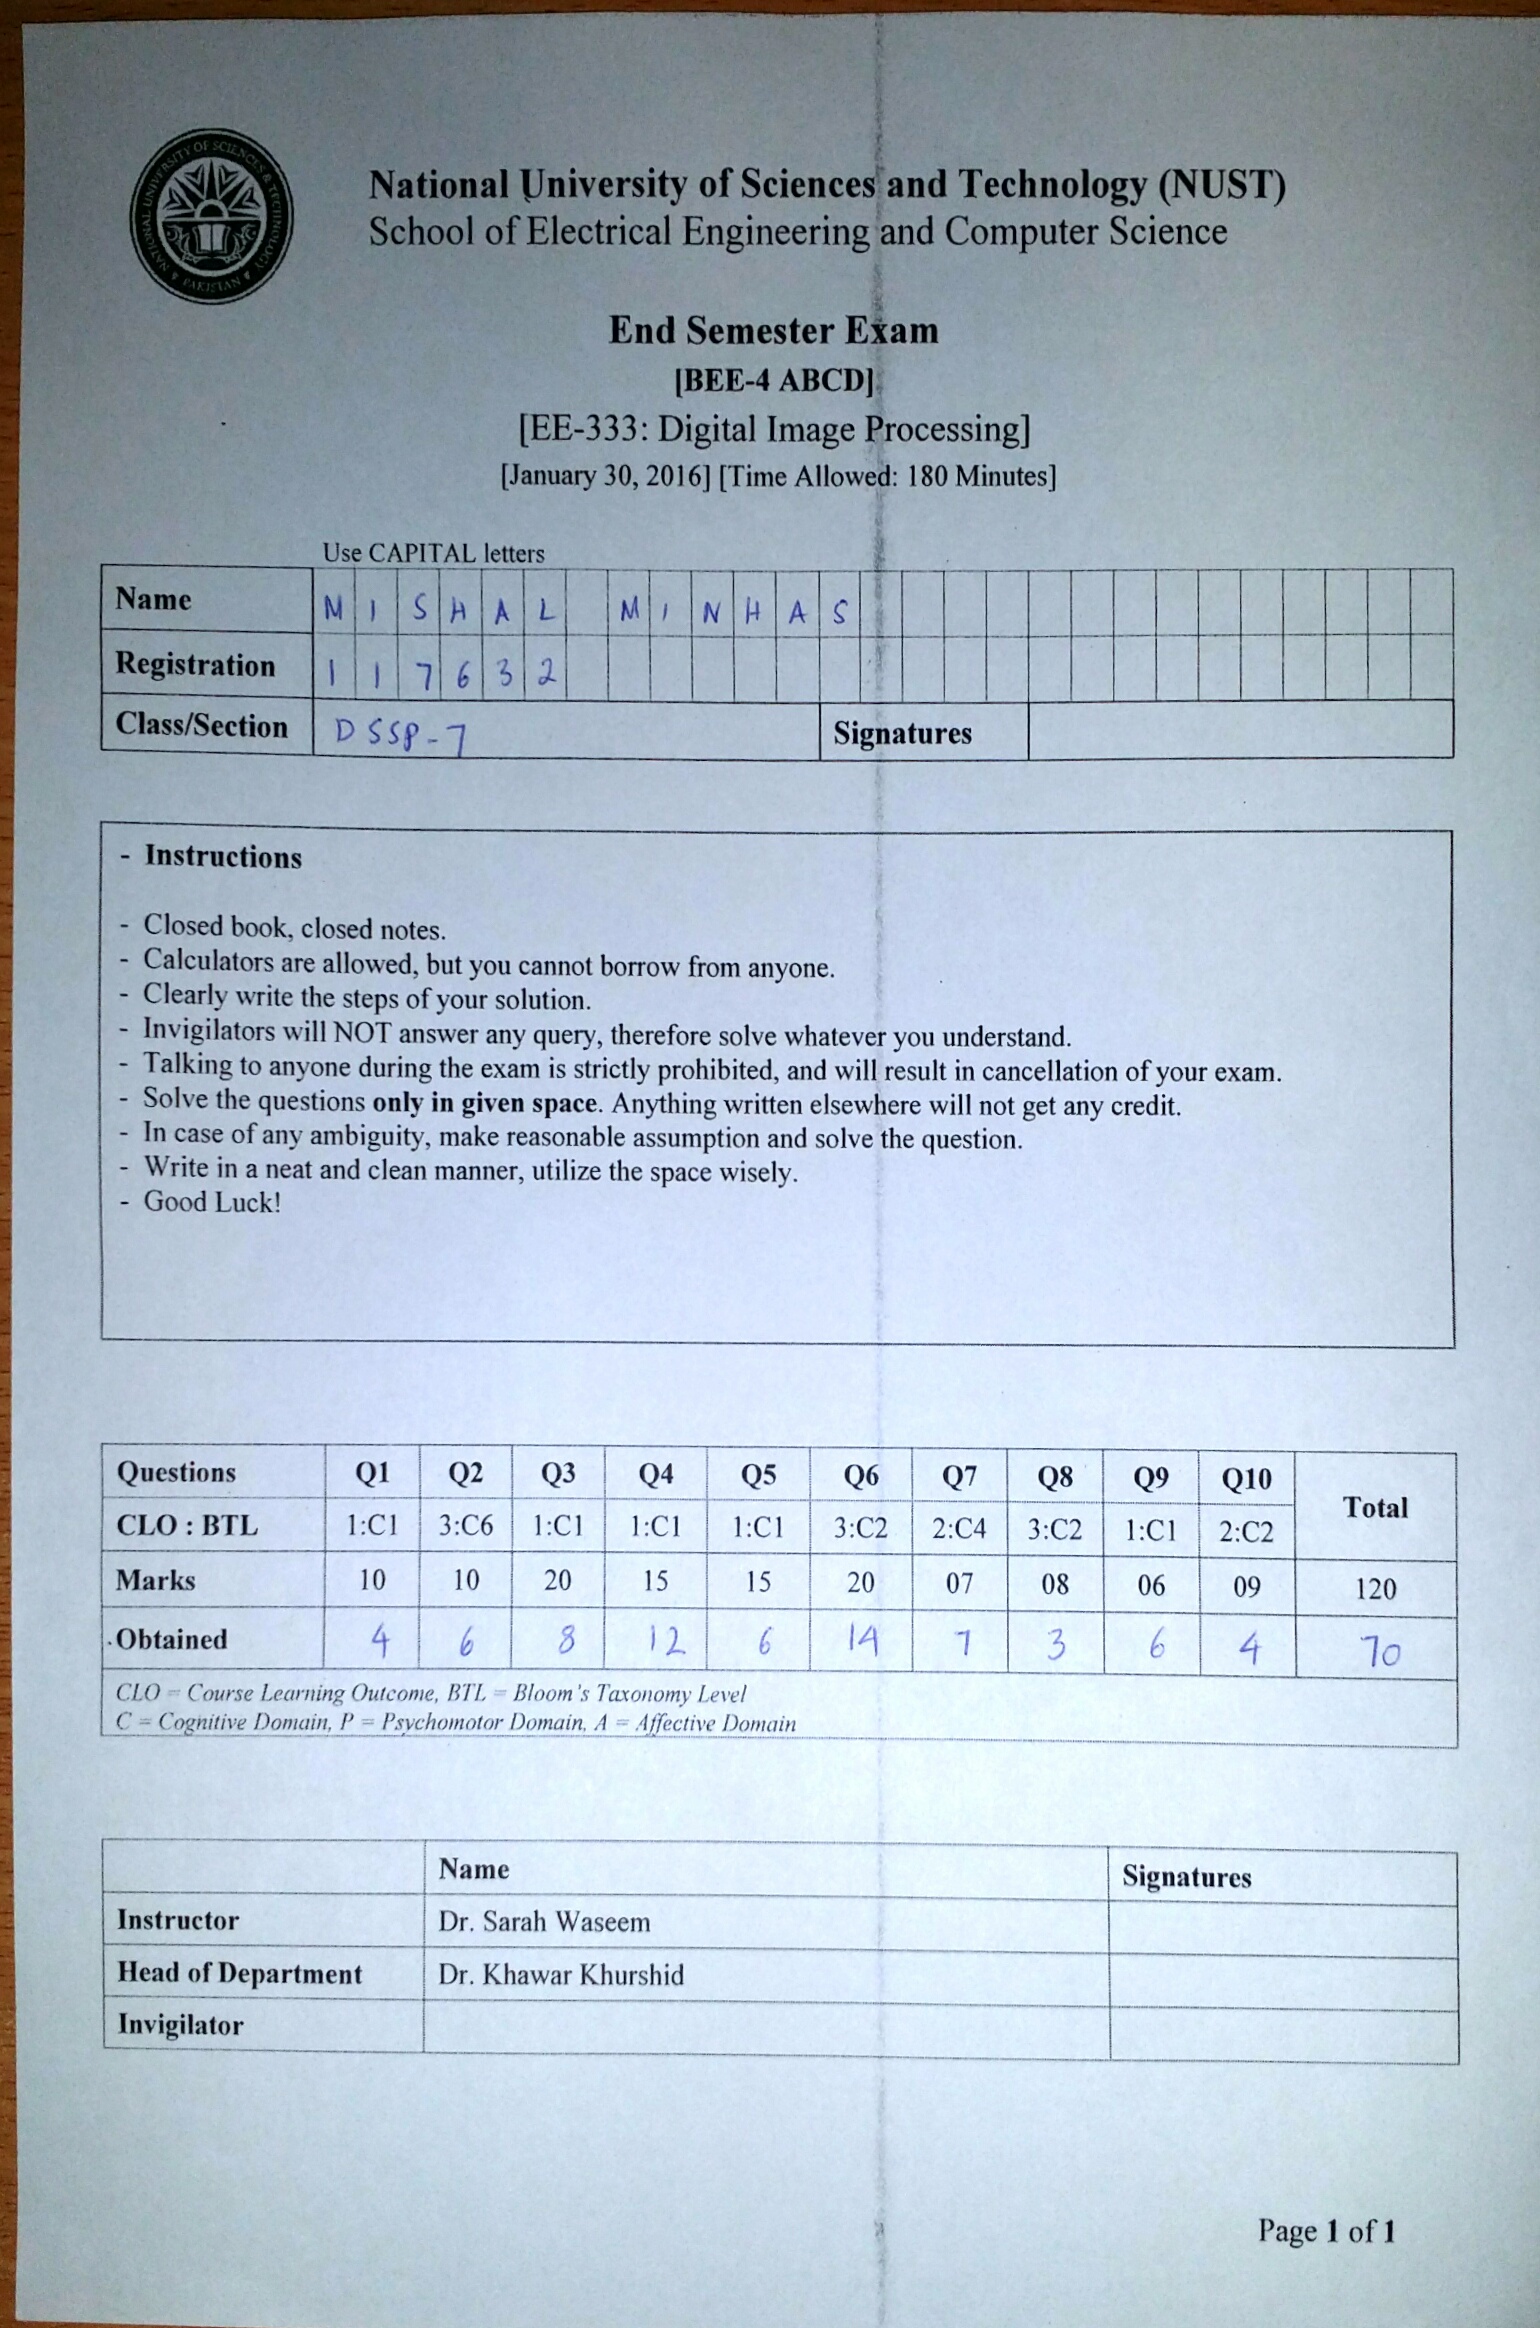 NATIONAL UNIVERSITY OF SCIENCES & TECHNOLOGY
PAKISTAN
National University of Sciences and Technology (NUST)
School of Electrical Engineering and Computer Science
End Semester Exam
[BEE-4 ABCD]
[EE-333: Digital Image Processing]
[January 30, 2016] [Time Allowed: 180 Minutes]
Use CAPITAL letters
Name MISHAL MINHAS
Registration 117632
Class/Section DSSP-7 Signatures
- Instructions
- Closed book, closed notes.
- Calculators are allowed, but you cannot borrow from anyone.
- Clearly write the steps of your solution.
- Invigilators will NOT answer any query, therefore solve whatever you understand.
- Talking to anyone during the exam is strictly prohibited, and will result in cancellation of your exam.
- Solve the questions only in given space. Anything written elsewhere will not get any credit.
- In case of any ambiguity, make reasonable assumption and solve the question.
- Write in a neat and clean manner, utilize the space wisely.
- Good Luck!
Questions Q1 Q2 Q3 Q4 Q5 Q6 Q7 Q8 Q9 Q10 Total
CLO : BTL 1:C1 3:C6 1:C1 1:C1 1:C1 3:C2 2:C4 3:C2 1:C1 2:C2
Marks 10 10 20 15 15 20 07 08 06 09 120
Obtained 4 6 8 12 6 14 7 3 6 4 70
CLO = Course Learning Outcome, BTL = Bloom's Taxonomy Level
C = Cognitive Domain, P = Psychomotor Domain, A = Affective Domain
Name Signatures
Instructor Dr. Sarah Waseem
Head of Department Dr. Khawar Khurshid
Invigilator
Page 1 of 1